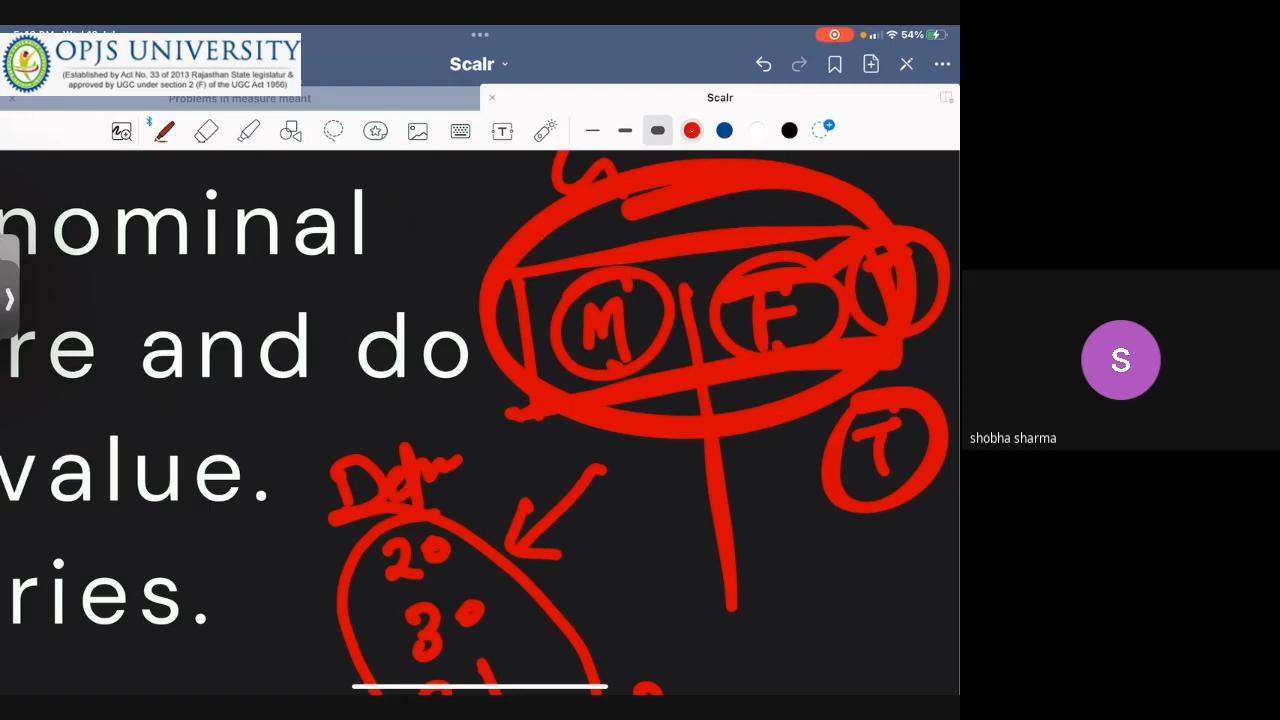 OPJS UNIVERSITY
(Established by Act No. 33 of 2013 Rajasthan State legislatur &
approved by UGC under section 2 (F) of the UGC Act 1956)
54%
Scalr
Problems in measure meant
Scalr
nominal
re and do
value.
ries.
M F T
T
20
30
S
shobha sharma